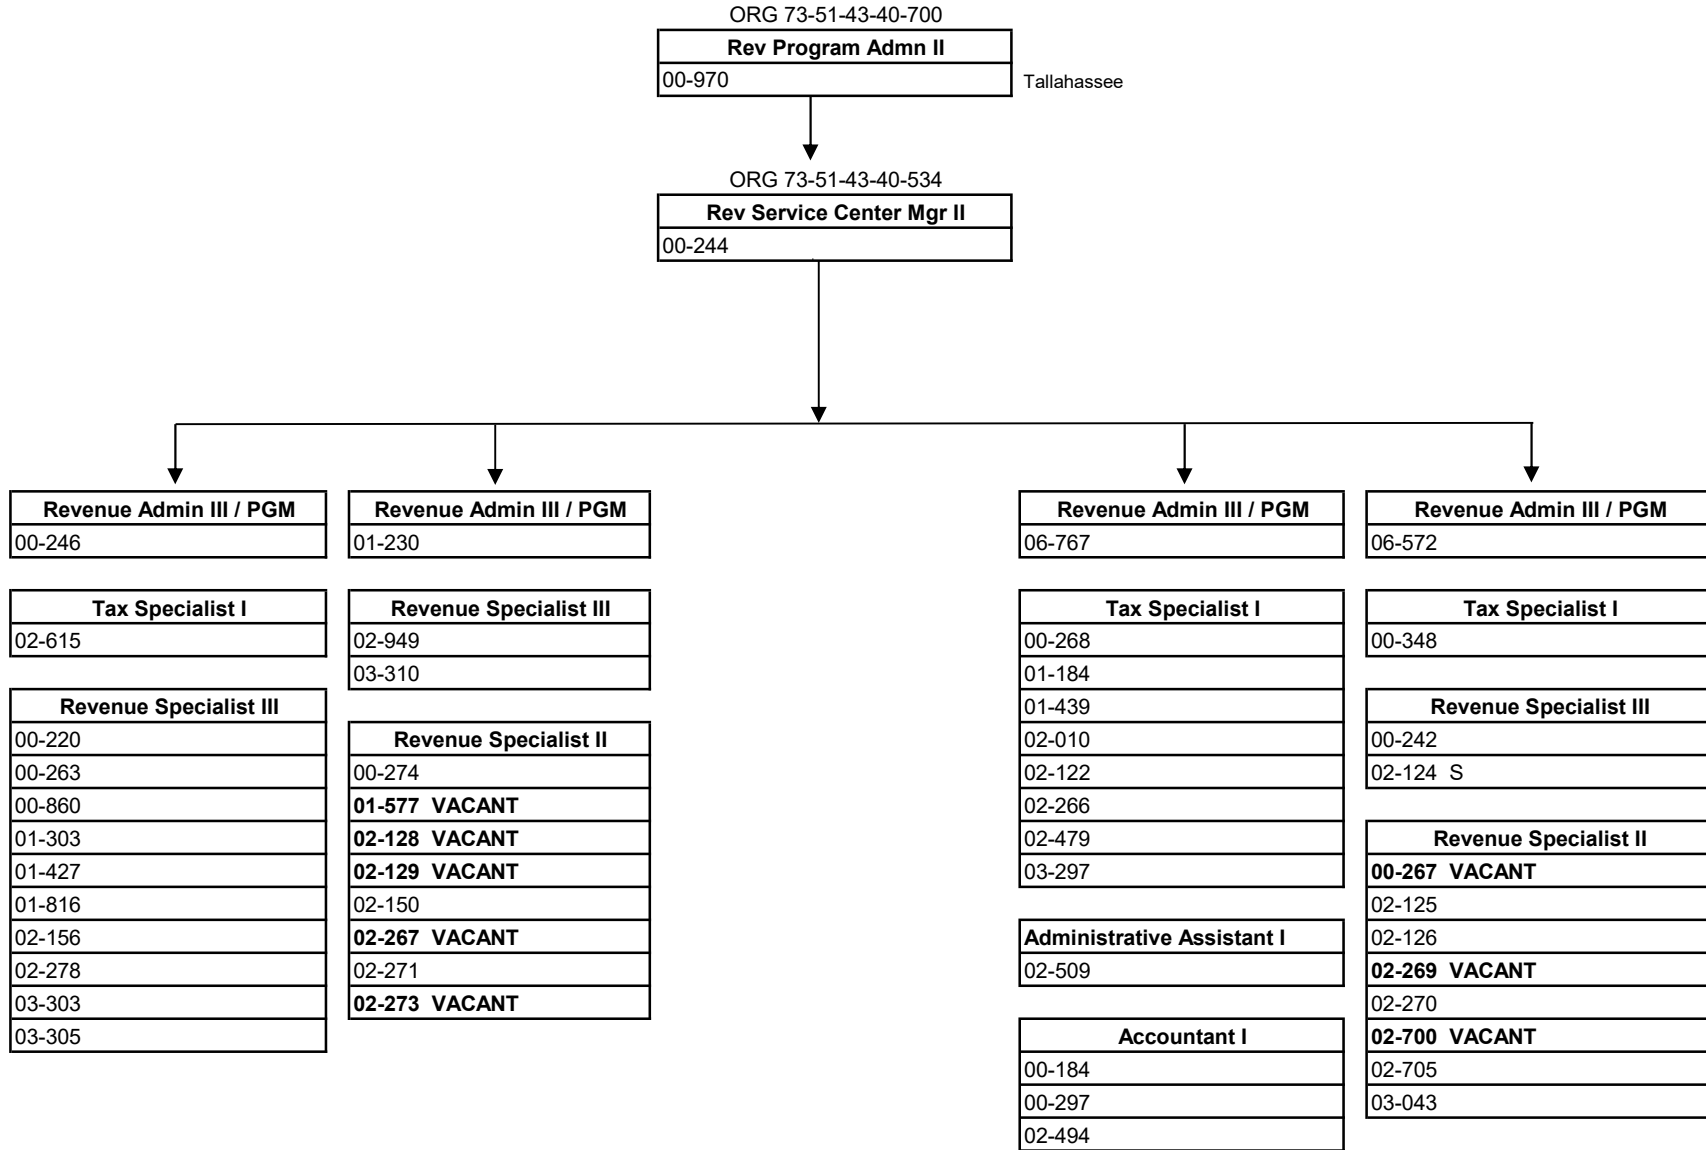 ORG 73-51-43-40-700
Rev Program Admn II
00-970
Tallahassee
ORG 73-51-43-40-534
Rev Service Center Mgr II
00-244
Revenue Admin III / PGM
00-246
Tax Specialist I
02-615
Revenue Specialist III
00-220
00-263
00-860
01-303
01-427
01-816
02-156
02-278
03-303
03-305
Revenue Admin III / PGM
01-230
Revenue Specialist III
02-949
03-310
Revenue Specialist II
00-274
01-577 VACANT
02-128 VACANT
02-129 VACANT
02-150
02-267 VACANT
02-271
02-273 VACANT
Revenue Admin III / PGM
06-767
Tax Specialist I
00-268
01-184
01-439
02-010
02-122
02-266
02-479
03-297
Administrative Assistant I
02-509
Accountant I
00-184
00-297
02-494
Revenue Admin III / PGM
06-572
Tax Specialist I
00-348
Revenue Specialist III
00-242
02-124 S
Revenue Specialist II
00-267 VACANT
02-125
02-126
02-269 VACANT
02-270
02-700 VACANT
02-705
03-043